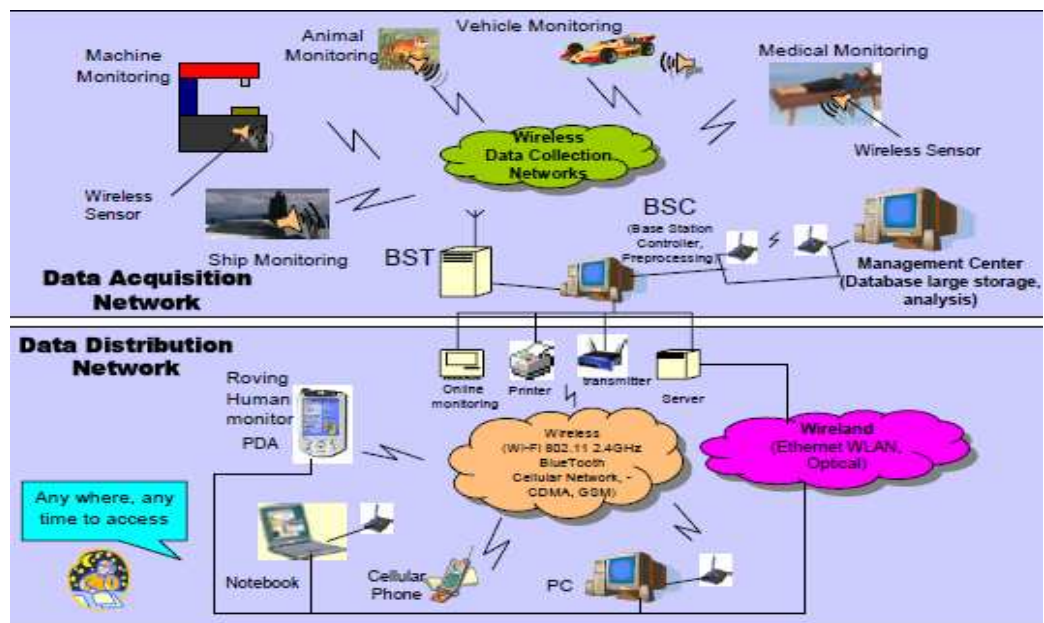 Machine
Monitoring
Animal
Monitoring
Vehicle Monitoring
Medical Monitoring
Wireless
Data Collection
Networks
Wireless Sensor
Wireless
Sensor
Ship Monitoring
BST
BSC
(Base Station
Controller,
Preprocessing)
Management Center
(Database large storage,
analysis)
Data Acquisition
Network
Data Distribution
Network
Online
monitoring
Printer
transmitter
Server
Roving
Human
monitor
PDA
Wireless
(Wi-Fi 802.11 2.4GHz
BlueTooth
Cellular Network, -
CDMA, GSM)
Wireland
(Ethernet WLAN,
Optical)
Any where, any
time to access
Notebook
Cellular
Phone
PC